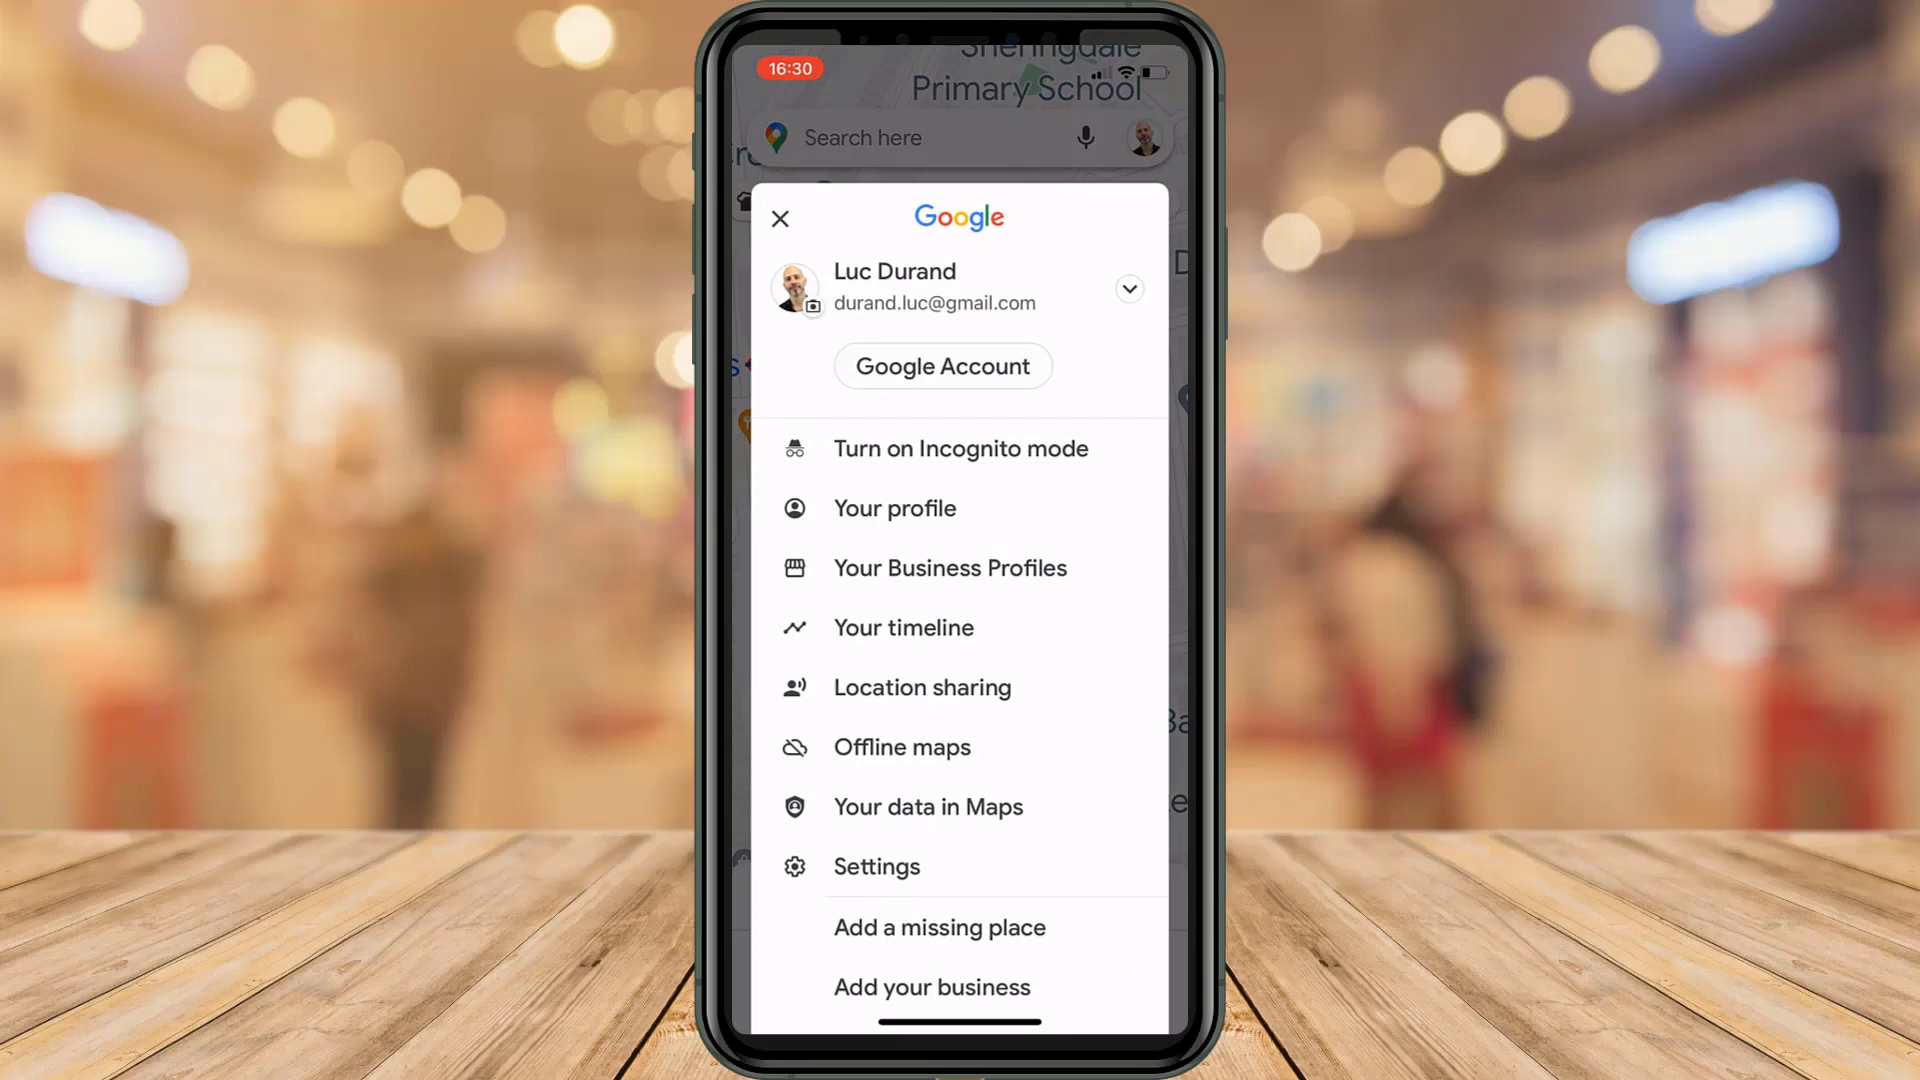 Sheringdale
Primary School
16:30
Search here
Google
Luc Durand
durand.luc@gmail.com
Google Account
Turn on Incognito mode
Your profile
Your Business Profiles
Your timeline
Location sharing
Offline maps
Your data in Maps
Settings
Add a missing place
Add your business